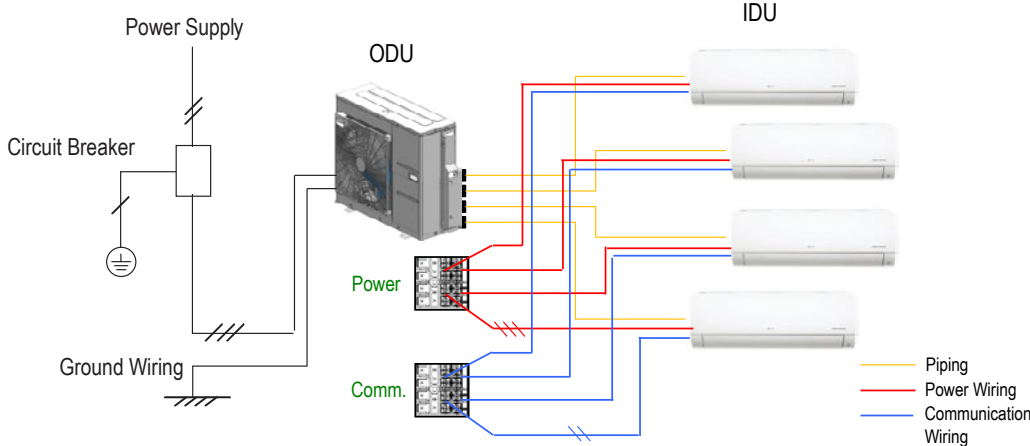 IDU
Power Supply
ODU
Circuit Breaker
Power
Ground Wiring
Comm.
Piping
Power Wiring
Communication
Wiring